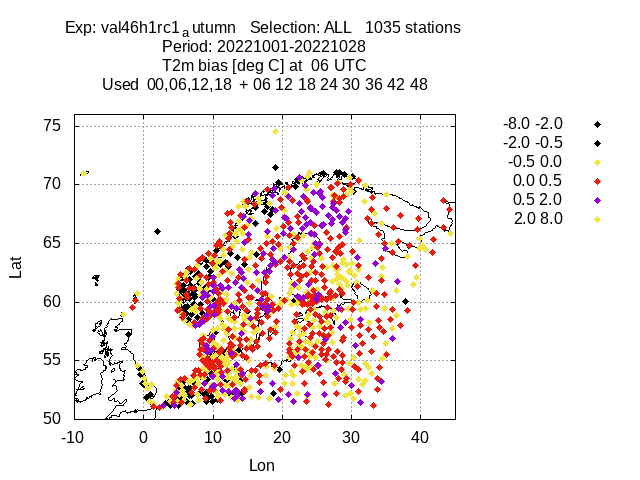 Exp: val46h1rc1_autumn Selection: ALL 1035 stations
Period: 20221001-20221028
T2m bias [deg C] at 06 UTC
Used 00,06,12,18 + 06 12 18 24 30 36 42 48
-8.0 -2.0
-2.0 -0.5
-0.5 0.0
0.0 0.5
0.5 2.0
2.0 8.0
75
70
65
60
55
50
Lat
-10 0 10 20 30 40
Lon